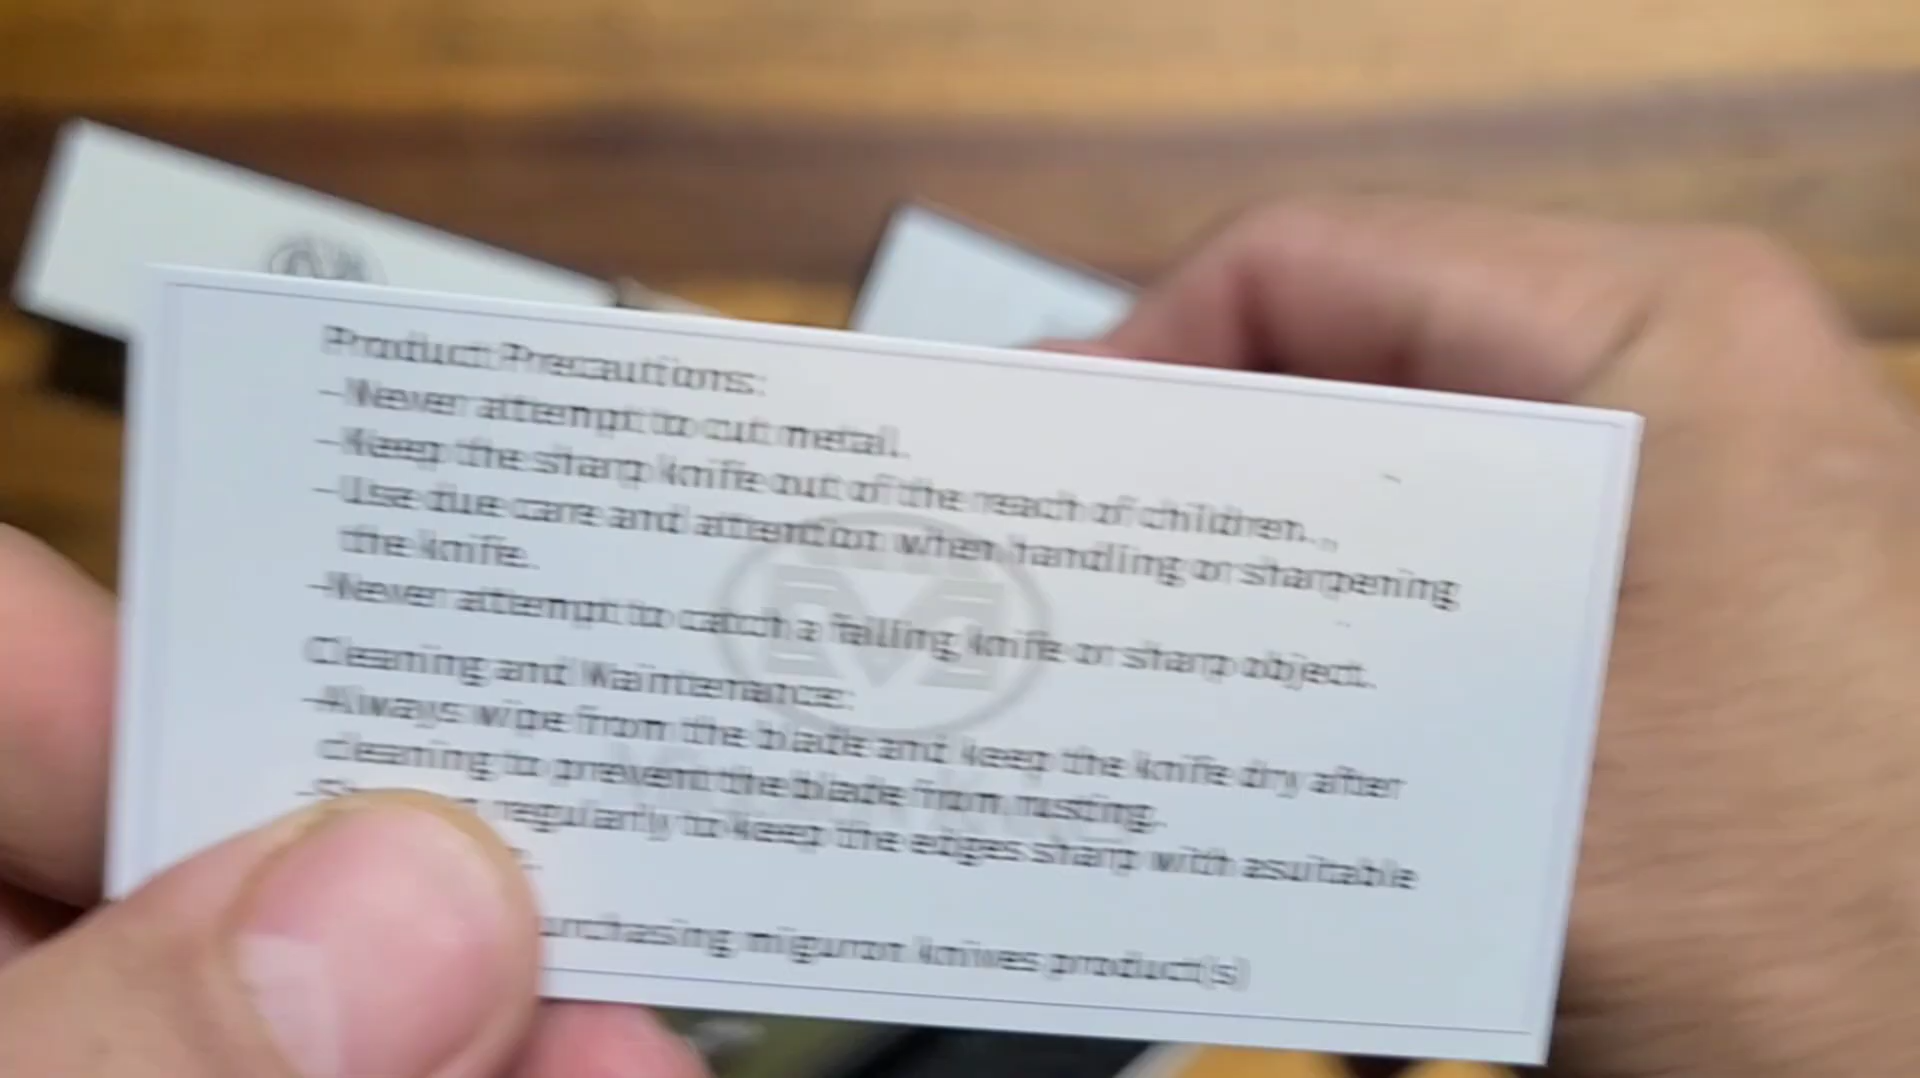 Product Precautions:
-Never attempt to cut metal.
-Keep the sharp knife out of the reach of children.,
-Use due care and attention when handling or sharpening
the knife.
-Never attempt to catch a falling knife or sharp object.
Cleaning and Maintenance:
-Always wipe from the blade and keep the knife dry after
cleaning to prevent the blade from rusting.
regularly to keep the edges sharp with asuitable
urchasing miguron knives product(s)